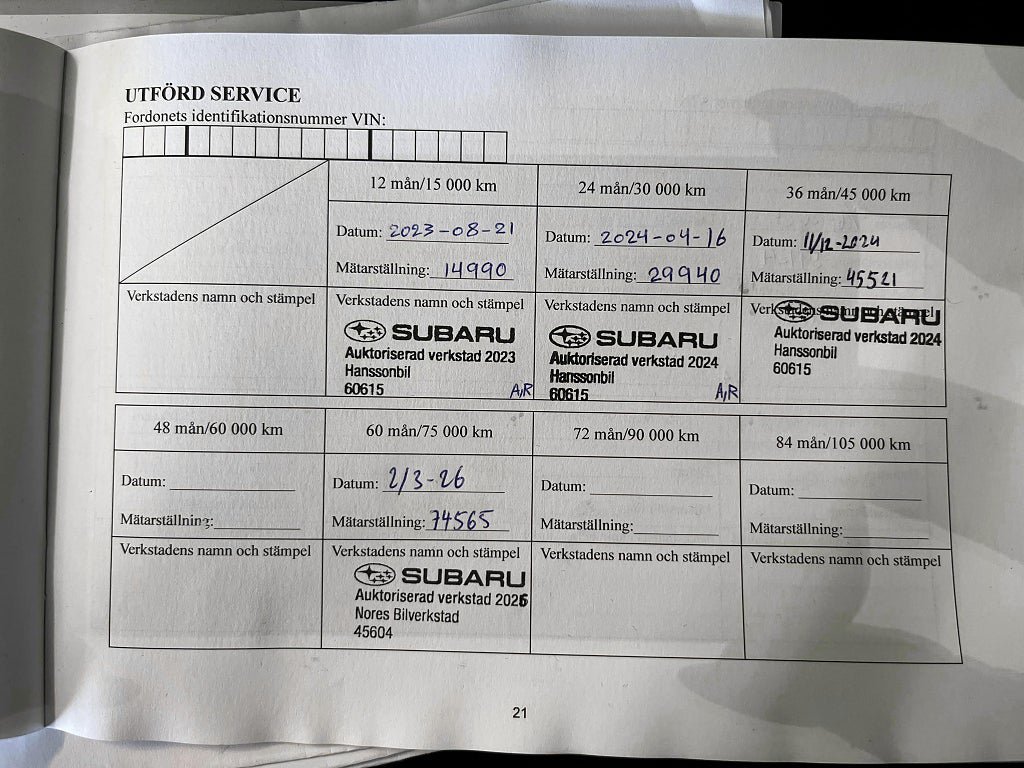 UTFÖRD SERVICE
Fordonets identifikationsnummer VIN:
12 mån/15 000 km
Datum: 2023-08-21
Mätarställning: 14990
24 mån/30 000 km
Datum: 2024-04-16
Mätarställning: 29940
36 mån/45 000 km
Datum: 11/12-2024
Mätarställning: 45521
Verkstadens namn och stämpel
Verkstadens namn och stämpel
SUBARU
Auktoriserad verkstad 2023
Hanssonbil
60615
A,R
Verkstadens namn och stämpel
SUBARU
Auktoriserad verkstad 2024
Hanssonbil
60615
A,R
Verkstadens namn och stämpel
SUBARU
Auktoriserad verkstad 2024
Hanssonbil
60615
48 mån/60 000 km
Datum:
Mätarställning:
Verkstadens namn och stämpel
60 mån/75 000 km
Datum: 2/3-26
Mätarställning: 74565
Verkstadens namn och stämpel
SUBARU
Auktoriserad verkstad 2026
Nores Bilverkstad
45604
72 mån/90 000 km
Datum:
Mätarställning:
Verkstadens namn och stämpel
84 mån/105 000 km
Datum:
Mätarställning:
Verkstadens namn och stämpel
21